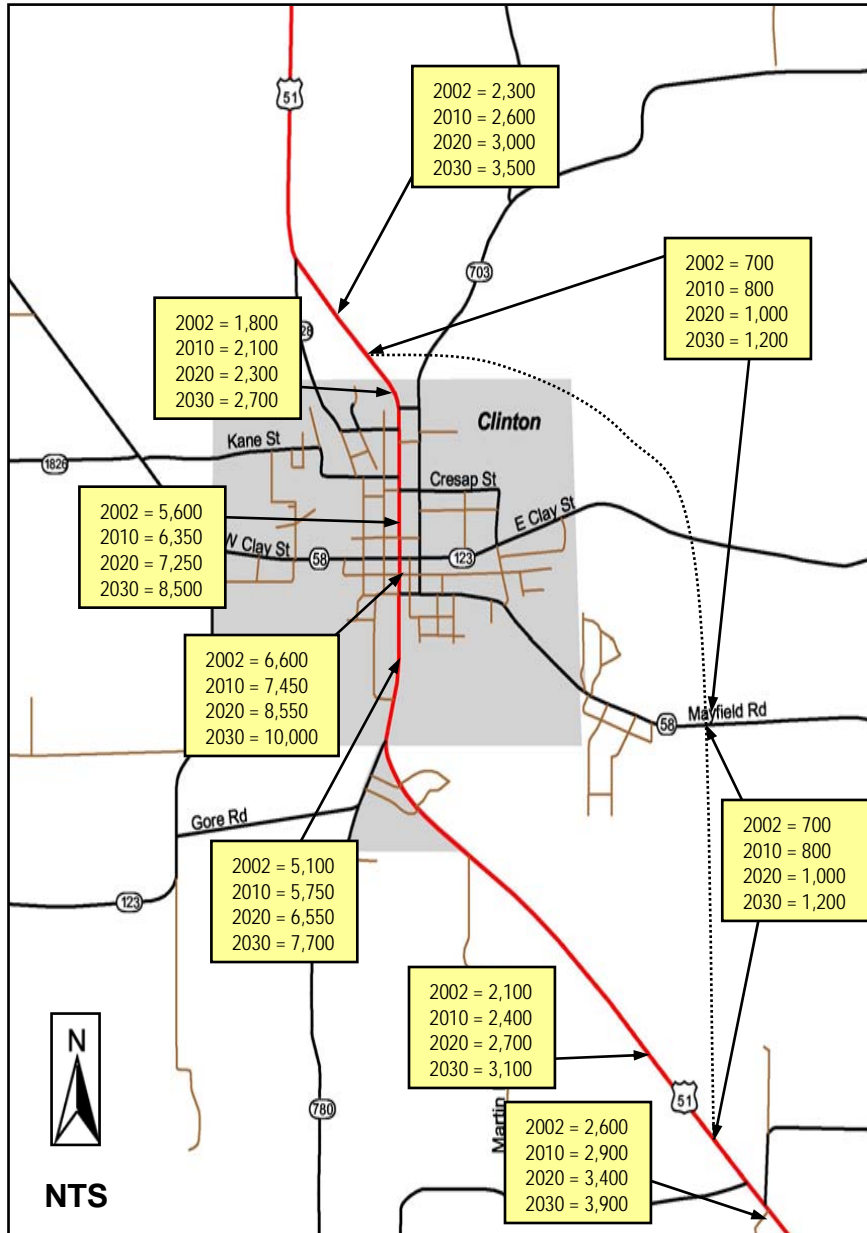 51
2002 = 2,300
2010 = 2,600
2020 = 3,000
2030 = 3,500
703
2002 = 700
2010 = 800
2020 = 1,000
2030 = 1,200
2002 = 1,800
2010 = 2,100
2020 = 2,300
2030 = 2,700
Clinton
Kane St
1826
Cresap St
E Clay St
2002 = 5,600
2010 = 6,350
2020 = 7,250
2030 = 8,500
W Clay St
58
123
2002 = 6,600
2010 = 7,450
2020 = 8,550
2030 = 10,000
58
Mayfield Rd
Gore Rd
123
2002 = 700
2010 = 800
2020 = 1,000
2030 = 1,200
2002 = 5,100
2010 = 5,750
2020 = 6,550
2030 = 7,700
2002 = 2,100
2010 = 2,400
2020 = 2,700
2030 = 3,100
N
780
51
Martin
2002 = 2,600
2010 = 2,900
2020 = 3,400
2030 = 3,900
NTS